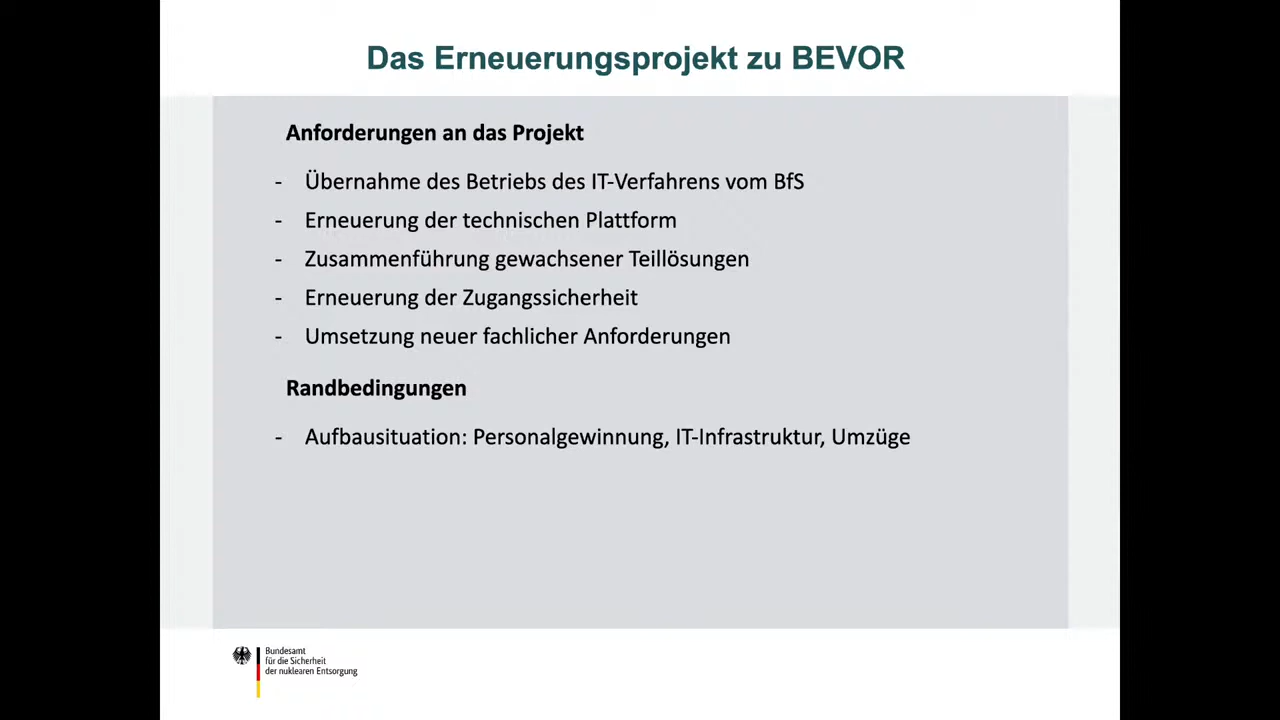 Das Erneuerungsprojekt zu BEVOR
Anforderungen an das Projekt
- Übernahme des Betriebs des IT-Verfahrens vom BfS
- Erneuerung der technischen Plattform
- Zusammenführung gewachsener Teillösungen
- Erneuerung der Zugangssicherheit
- Umsetzung neuer fachlicher Anforderungen
Randbedingungen
- Aufbausituation: Personalgewinnung, IT-Infrastruktur, Umzüge
Bundesamt
für die Sicherheit
der nuklearen Entsorgung